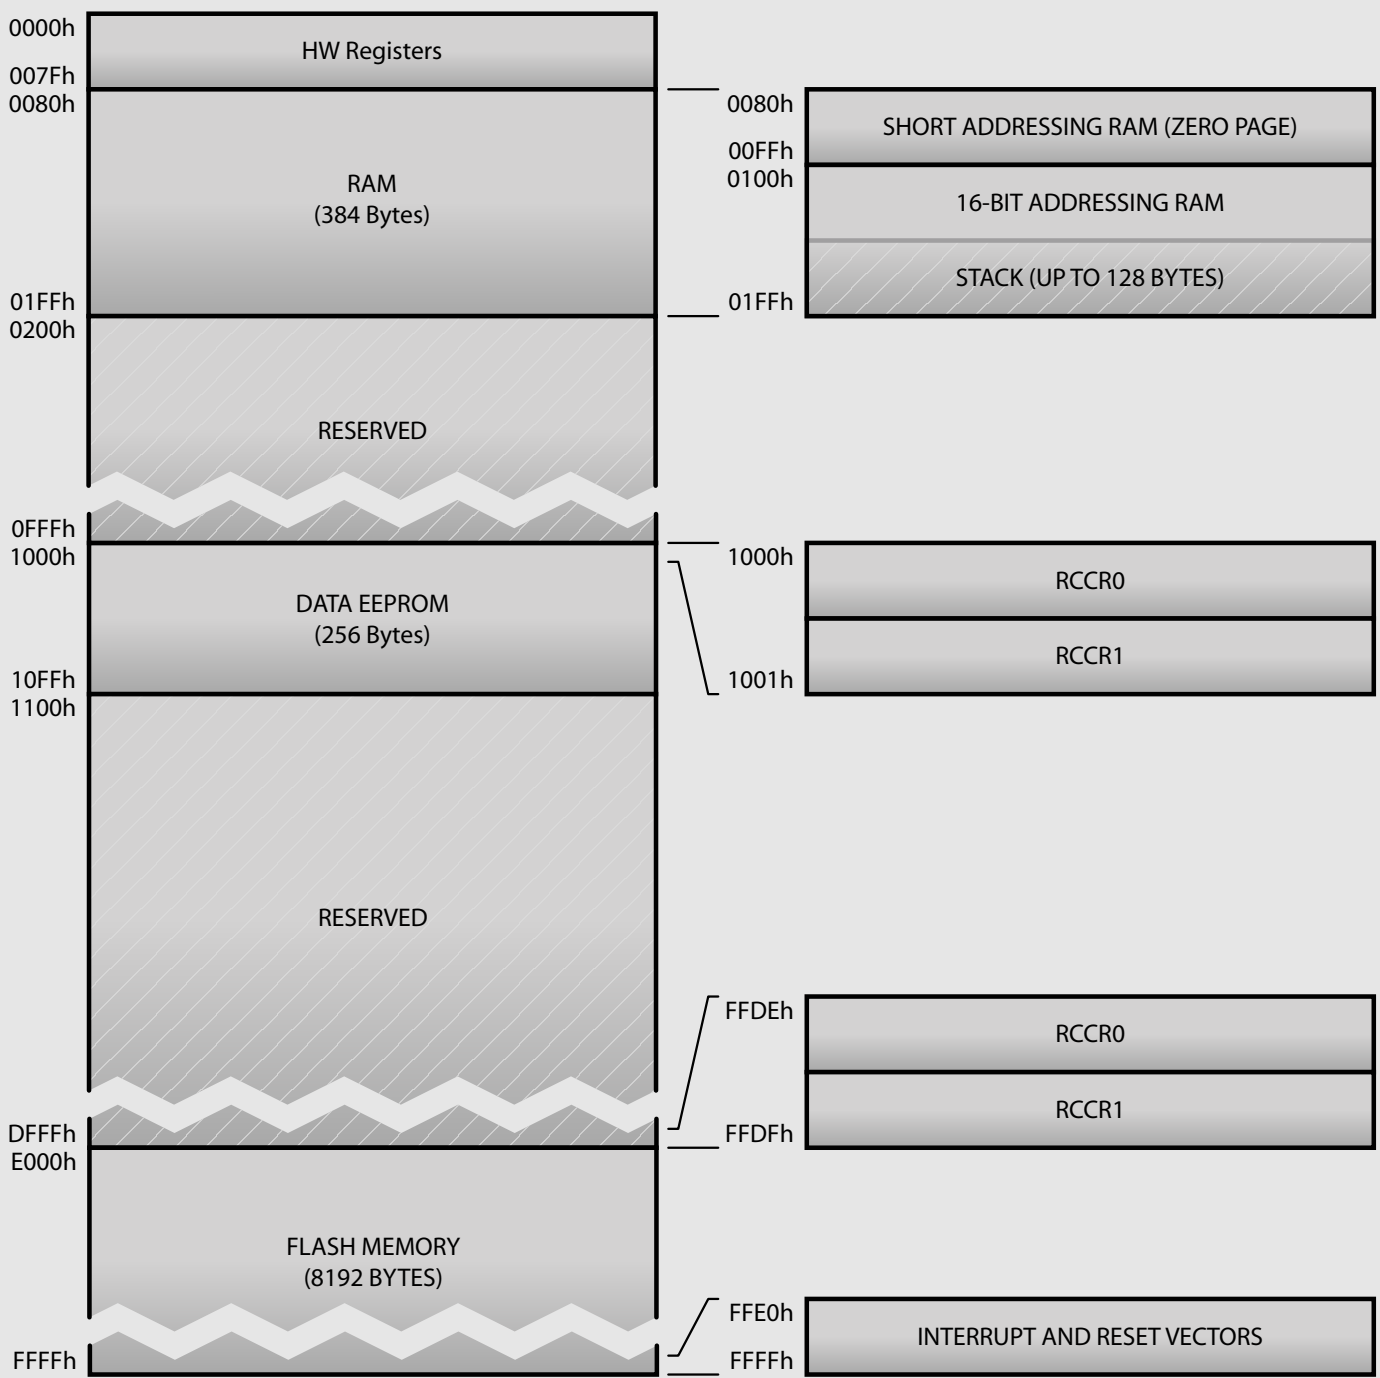 0000h
HW Registers
007Fh
0080h
RAM
(384 Bytes)
01FFh
0200h
RESERVED
0FFFh
1000h
DATA EEPROM
(256 Bytes)
10FFh
1100h
RESERVED
DFFFh
E000h
FLASH MEMORY
(8192 BYTES)
FFFFh
0080h
SHORT ADDRESSING RAM (ZERO PAGE)
00FFh
0100h
16-BIT ADDRESSING RAM
STACK (UP TO 128 BYTES)
01FFh
1000h
RCCR0
RCCR1
1001h
FFDEh
RCCR0
RCCR1
FFDFh
FFE0h
INTERRUPT AND RESET VECTORS
FFFFh